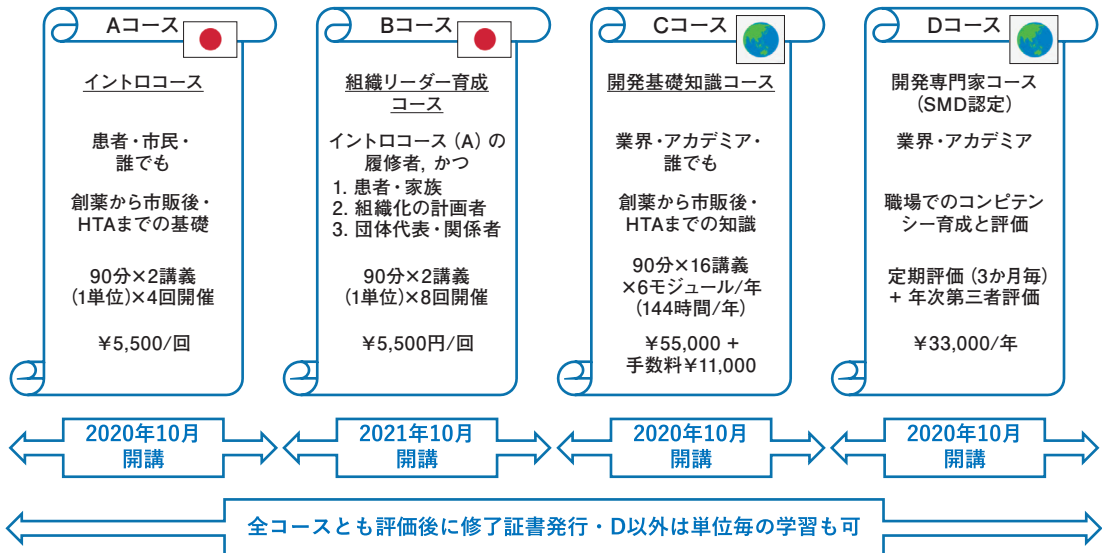 Aコース
イントロコース
患者・市民・
誰でも
創薬から市販後・
HTAまでの基礎
90分×2講義
(1単位)×4回開催
¥5,500/回
2020年10月
開講
Bコース
組織リーダー育成
コース
イントロコース（A）の
履修者, かつ
1. 患者・家族
2. 組織化の計画者
3. 団体代表・関係者
90分×2講義
(1単位)×8回開催
¥5,500円/回
2021年10月
開講
Cコース
開発基礎知識コース
業界・アカデミア・
誰でも
創薬から市販後・
HTAまでの知識
90分×16講義
×6モジュール/年
(144時間/年)
¥55,000 +
手数料¥11,000
2020年10月
開講
Dコース
開発専門家コース
(SMD認定)
業界・アカデミア
職場でのコンピテン
シー育成と評価
定期評価 (3か月毎)
+ 年次第三者評価
¥33,000/年
2020年10月
開講
全コースとも評価後に修了証書発行・D以外は単位毎の学習も可